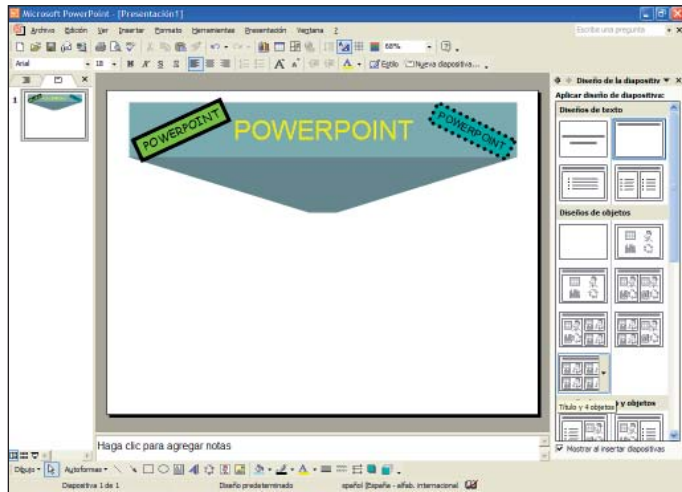 Microsoft PowerPoint - [Presentación1]
Archivo Edición Ver Insertar Formato Herramientas Presentación Ventana ?
Escriba una pregunta
68%
Arial 18 N K S S A A A Estilo Nueva diapositiva...
Diseño de la diapositiv
Aplicar diseño de diapositiva:
Diseños de texto
1
POWERPOINT
POWERPOINT
POWERPOINT
Diseños de objetos
Título y 4 objetos
y objetos
Mostrar al insertar diapositivas
Haga clic para agregar notas
Dibujo Autoformas
Diapositiva 1 de 1 Diseño predeterminado español (España - alfab. internacional